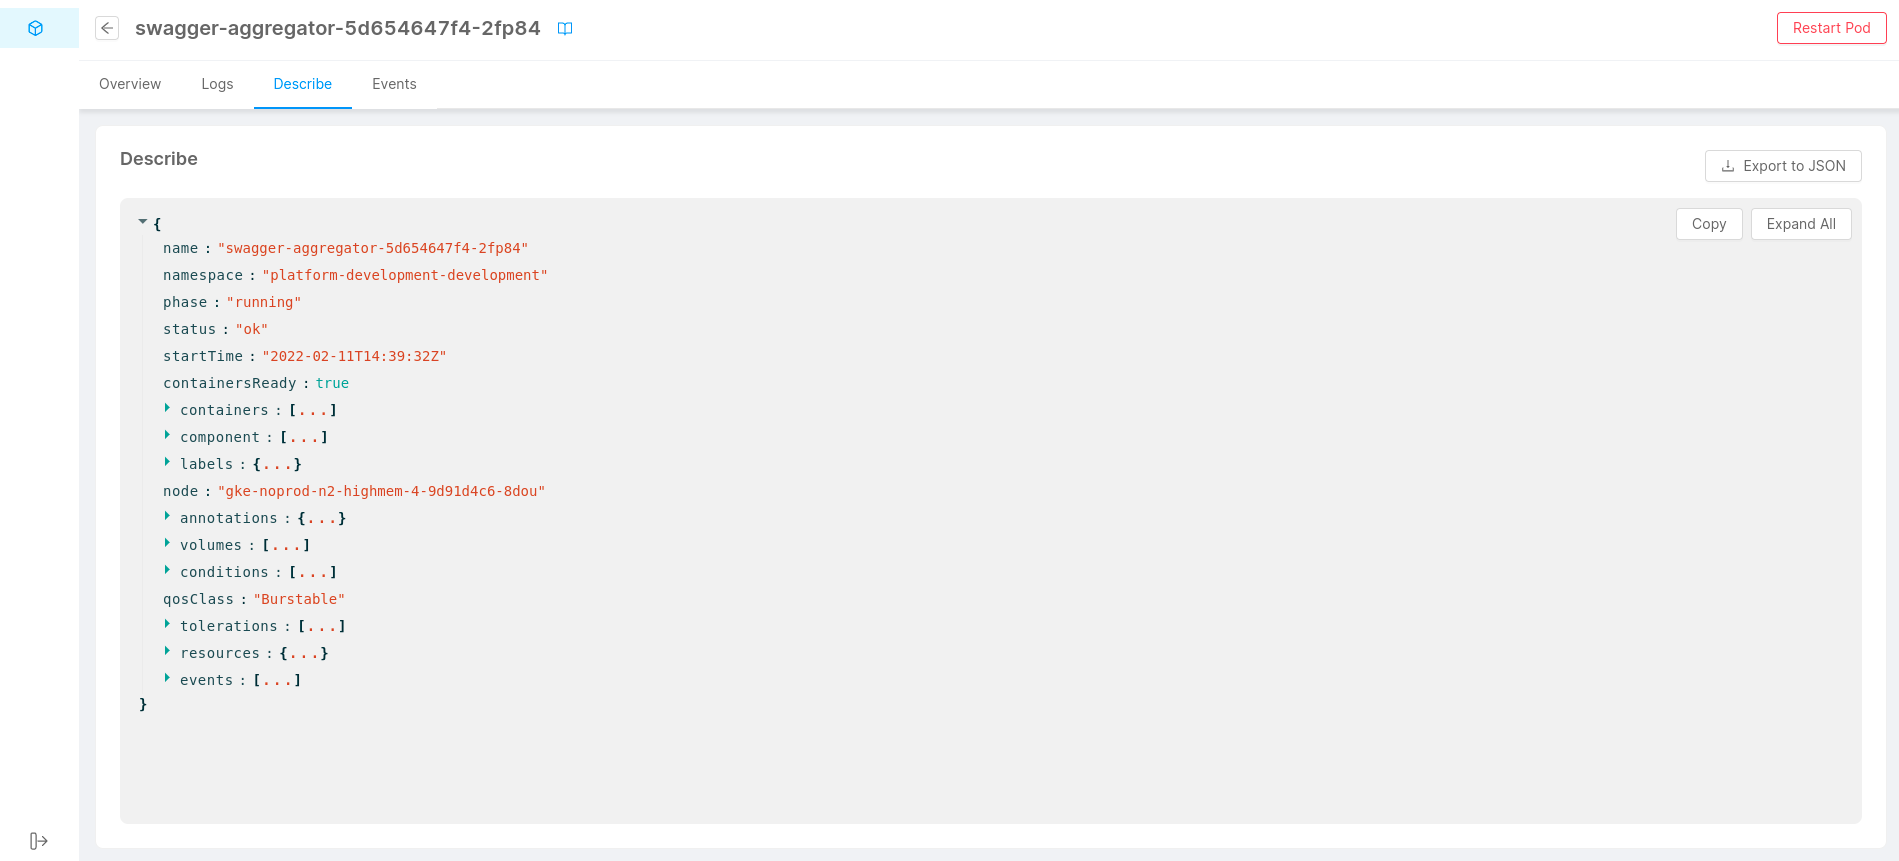 swagger-aggregator-5d654647f4-2fp84
Restart Pod
Overview Logs Describe Events
Describe
Export to JSON
Copy Expand All
{
name : "swagger-aggregator-5d654647f4-2fp84"
namespace : "platform-development-development"
phase : "running"
status : "ok"
startTime : "2022-02-11T14:39:32Z"
containersReady : true
containers : [...]
component : [...]
labels : {...}
node : "gke-noprod-n2-highmem-4-9d91d4c6-8dou"
annotations : {...}
volumes : [...]
conditions : [...]
qosClass : "Burstable"
tolerations : [...]
resources : {...}
events : [...]
}